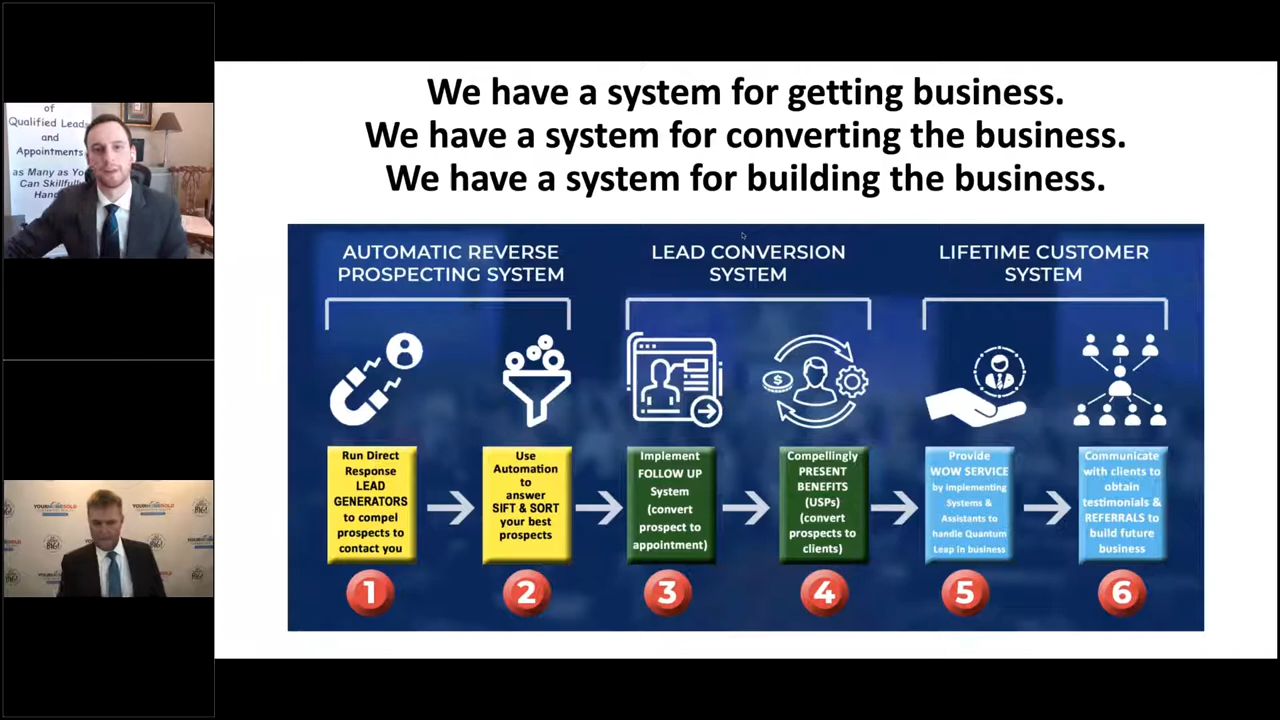 of
Qualified Leads
and
Appointments
as Many as Yo
Can Skillfull
Han
We have a system for getting business.
We have a system for converting the business.
We have a system for building the business.
AUTOMATIC REVERSE
PROSPECTING SYSTEM
LEAD CONVERSION
SYSTEM
LIFETIME CUSTOMER
SYSTEM
$
Run Direct
Response
LEAD
GENERATORS
to compel
prospects to
contact you
Use
Automation
to
answer
SIFT & SORT
your best
prospects
Implement
FOLLOW UP
System
(convert
prospect to
appointment)
Compellingly
PRESENT
BENEFITS
(USPs)
(convert
prospects to
clients)
Provide
WOW SERVICE
by implementing
Systems &
Assistants to
handle Quantum
Leap in business
Communicate
with clients to
obtain
testimonials &
REFERRALS to
build future
business
1
2
3
4
5
6
YOURHOMESOLD
YOURHOMESOLD